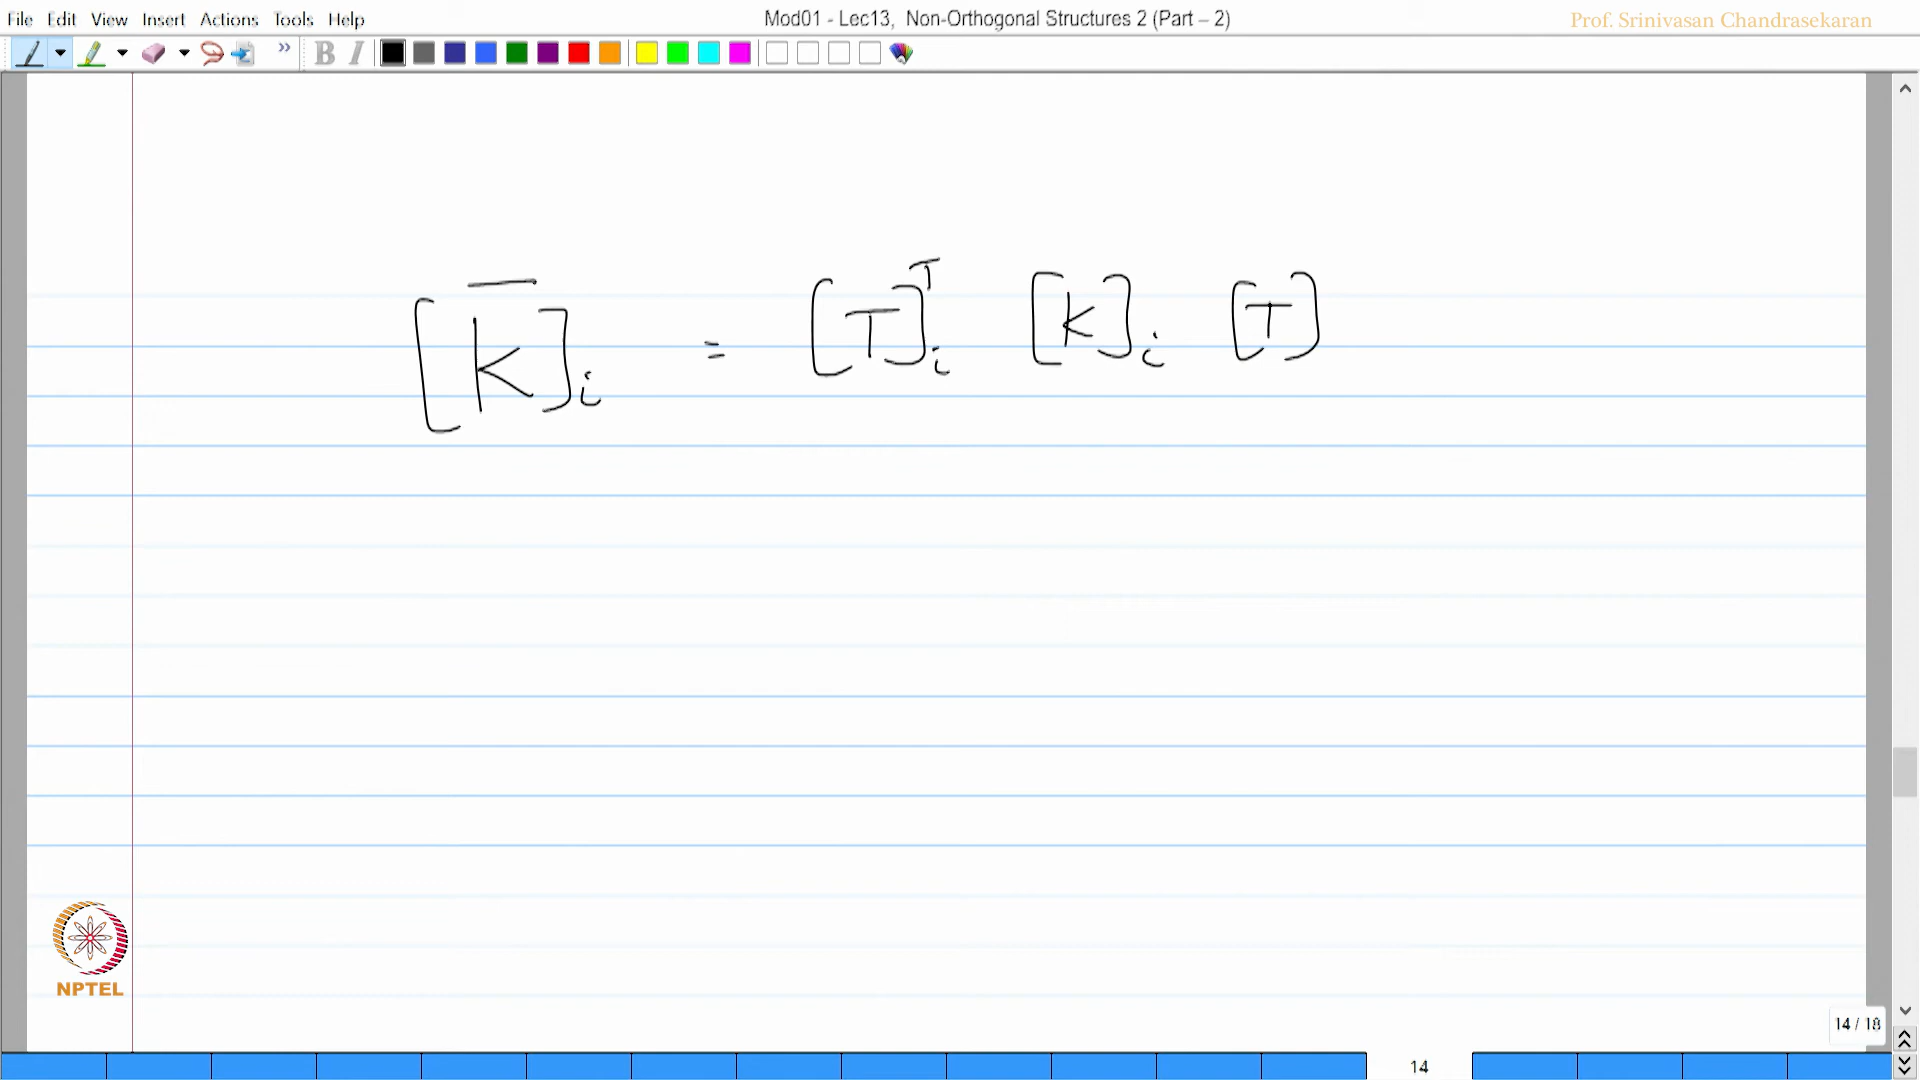 File Edit View Insert Actions Tools Help
Mod01 - Lec13, Non-Orthogonal Structures 2 (Part – 2)
Prof. Srinivasan Chandrasekaran
B I
[K̅]ᵢ = [T]ᵢᵀ [K]ᵢ [T]
NPTEL
14 / 18
14